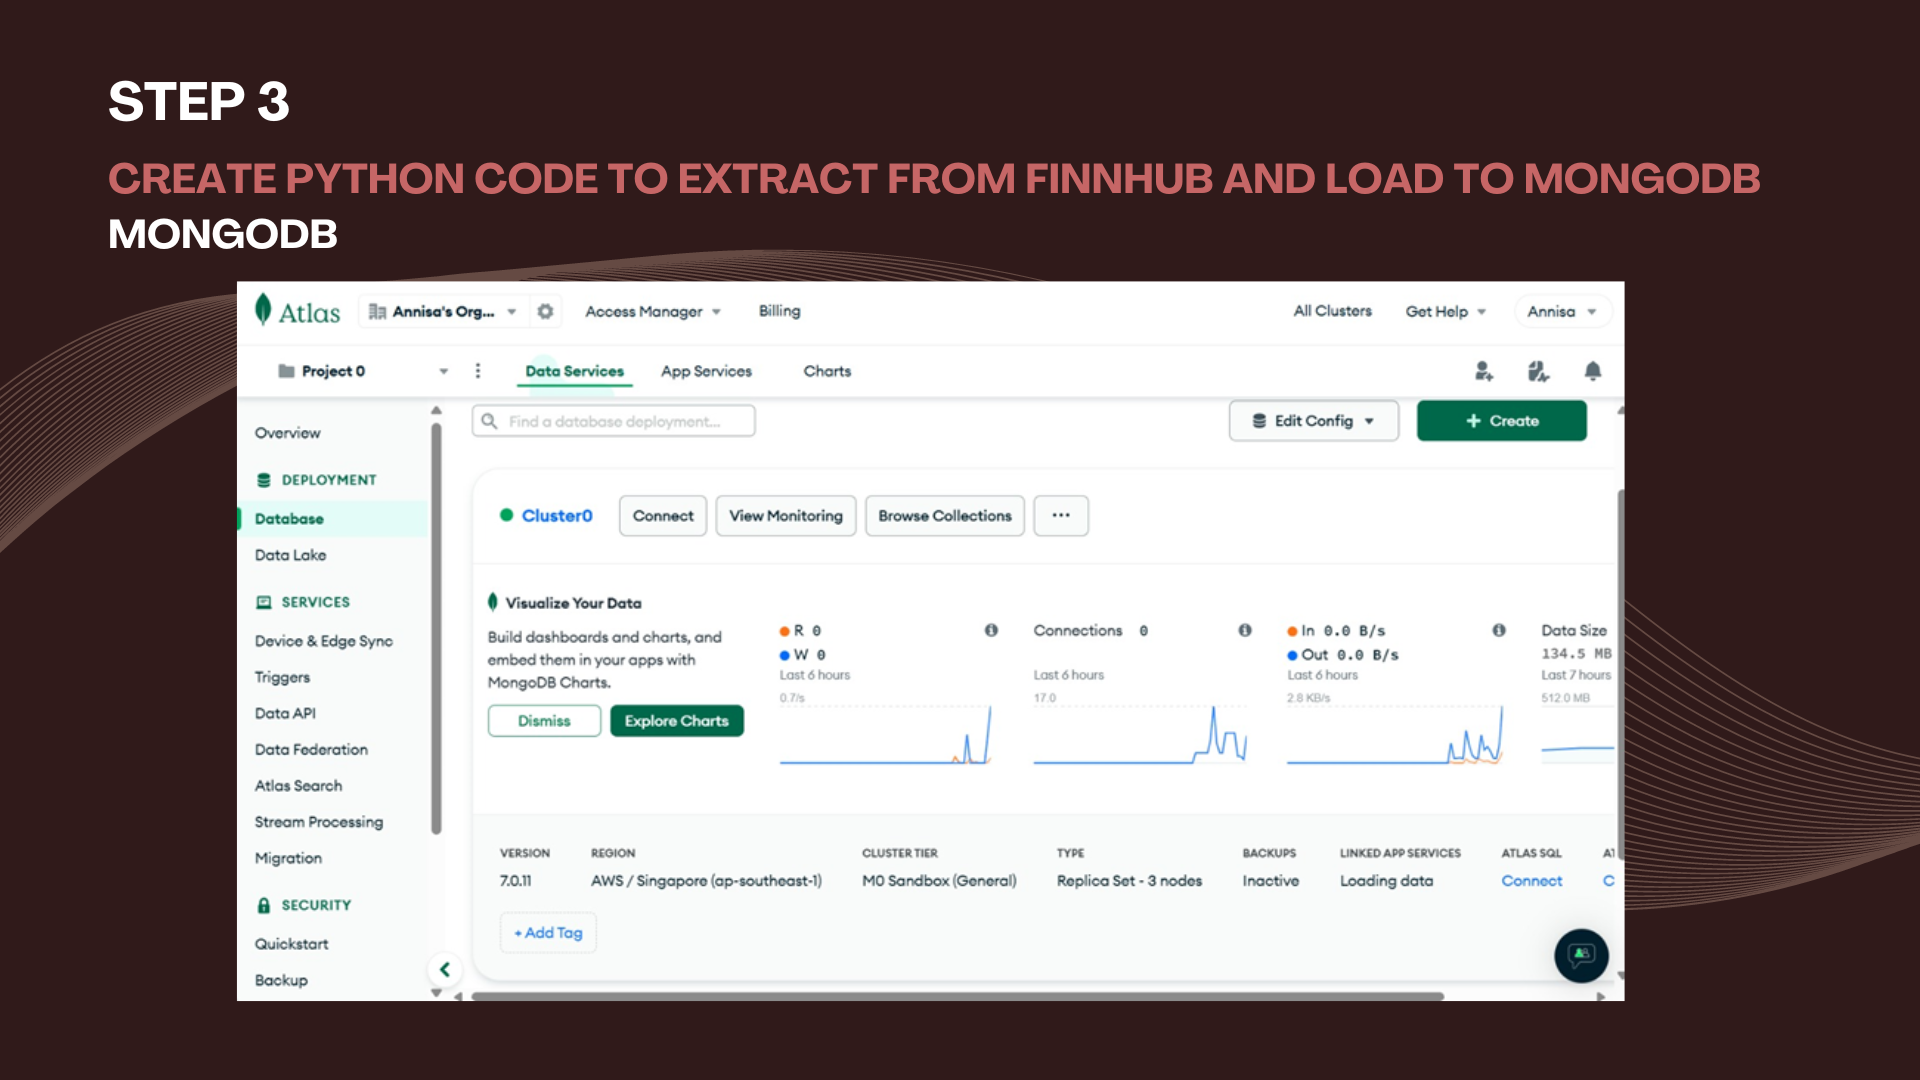 STEP 3
CREATE PYTHON CODE TO EXTRACT FROM FINNHUB AND LOAD TO MONGODB
MONGODB
Atlas
Annisa's Org...
Access Manager
Billing
All Clusters
Get Help
Annisa
Project 0
Data Services
App Services
Charts
Find a database deployment...
Edit Config
+ Create
Overview
DEPLOYMENT
Database
Data Lake
SERVICES
Device & Edge Sync
Triggers
Data API
Data Federation
Atlas Search
Stream Processing
Migration
SECURITY
Quickstart
Backup
Cluster0
Connect
View Monitoring
Browse Collections
...
Visualize Your Data
Build dashboards and charts, and
embed them in your apps with
MongoDB Charts.
Dismiss
Explore Charts
R 0
W 0
Last 6 hours
0.7/s
Connections 0
Last 6 hours
17.0
In 0.0 B/s
Out 0.0 B/s
Last 6 hours
2.8 KB/s
Data Size
134.5 MB
Last 7 hours
512.0 MB
VERSION
7.0.11
REGION
AWS / Singapore (ap-southeast-1)
CLUSTER TIER
M0 Sandbox (General)
TYPE
Replica Set - 3 nodes
BACKUPS
Inactive
LINKED APP SERVICES
Loading data
ATLAS SQL
Connect
+ Add Tag